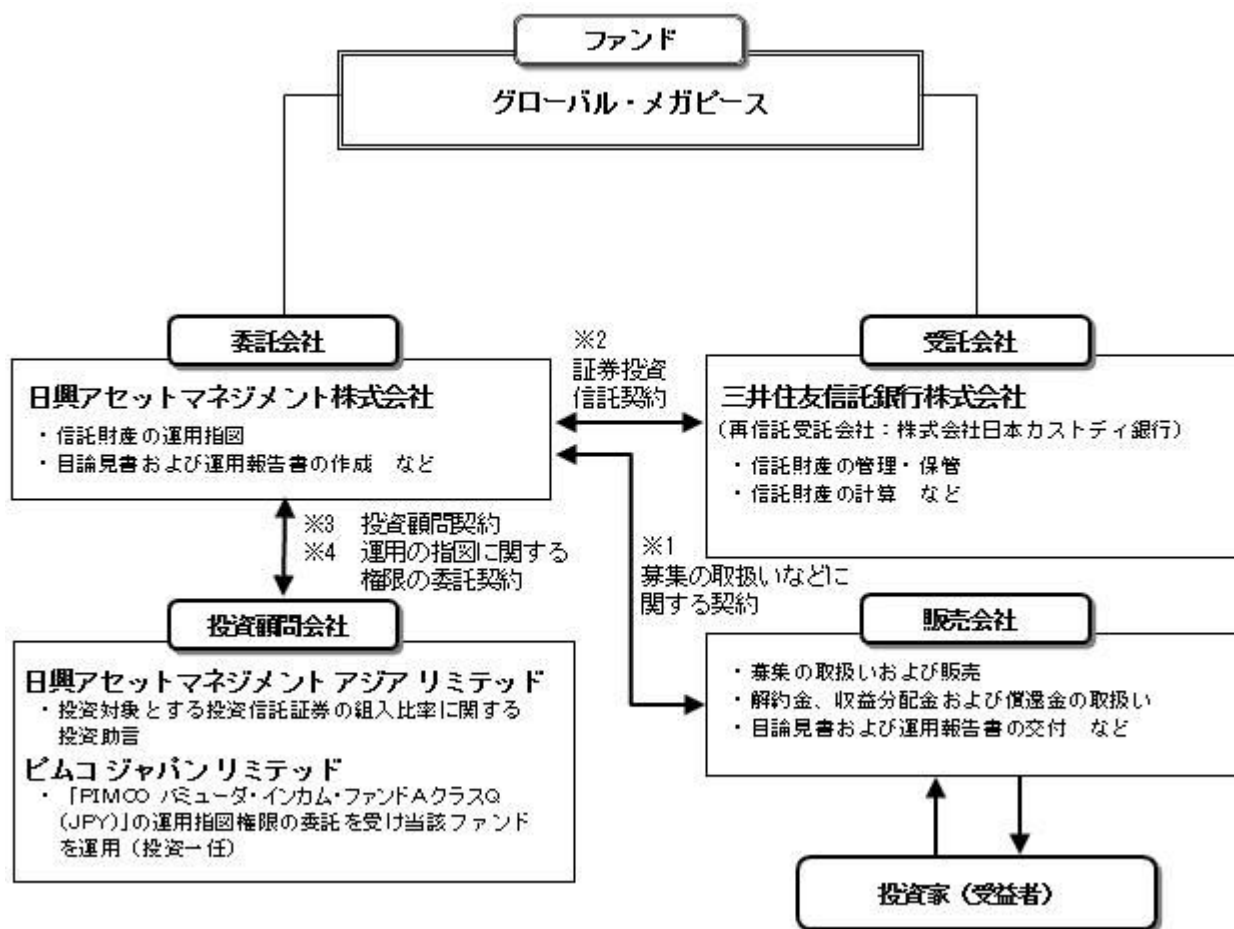 ファンド
グローバル・メガピース
委託会社
日興アセットマネジメント株式会社
・信託財産の運用指図
・目論見書および運用報告書の作成 など
※2
証券投資
信託契約
受託会社
三井住友信託銀行株式会社
(再信託受託会社:株式会社日本カストディ銀行)
・信託財産の管理・保管
・信託財産の計算 など
※3 投資顧問契約
※4 運用の指図に関する
権限の委託契約
※1
募集の取扱いなどに
関する契約
投資顧問会社
日興アセットマネジメント アジア リミテッド
・投資対象とする投資信託証券の組入比率に関する
投資助言
ピムコ ジャパン リミテッド
・「PIMCO バミューダ・インカム・ファンドAクラスQ
(JPY)」の運用指図権限の委託を受け当該ファンド
を運用(投資一任)
販売会社
・募集の取扱いおよび販売
・解約金、収益分配金および償還金の取扱い
・目論見書および運用報告書の交付 など
投資家(受益者)